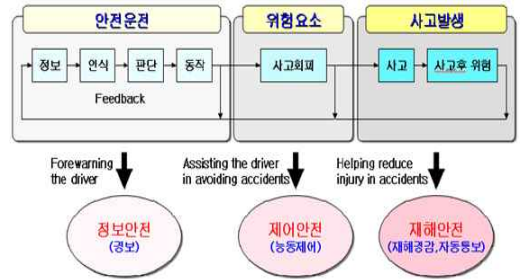 안전운전
위험요소
사고발생
정보
인식
판단
동작
사고회피
사고
사고후 위험
Feedback
Forewarning
the driver
Assisting the driver
in avoiding accidents
Helping reduce
injury in accidents
정보안전
(경보)
제어안전
(능동제어)
재해안전
(재해경감,자동통보)